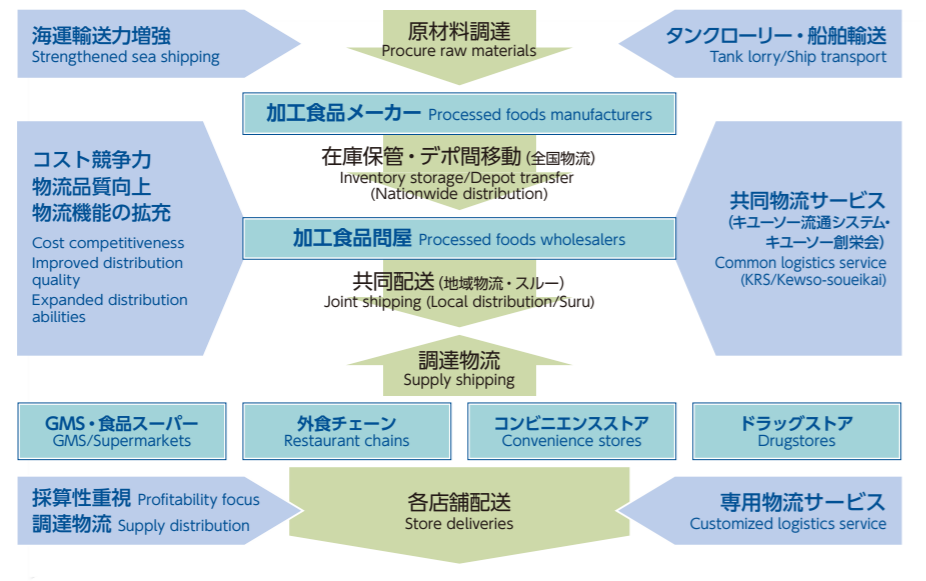 海運輸送力増強
Strengthened sea shipping
原材料調達
Procure raw materials
タンクローリー・船舶輸送
Tank lorry/Ship transport
加工食品メーカー Processed foods manufacturers
コスト競争力
物流品質向上
物流機能の拡充
Cost competitiveness
Improved distribution
quality
Expanded distribution
abilities
在庫保管・デポ間移動(全国物流)
Inventory storage/Depot transfer
(Nationwide distribution)
加工食品問屋 Processed foods wholesalers
共同配送(地域物流・スルー)
Joint shipping (Local distribution/Suru)
共同物流サービス
(キユーソー流通システム・
キユーソー創栄会)
Common logistics service
(KRS/Kewso-soueikai)
調達物流
Supply shipping
GMS・食品スーパー
GMS/Supermarkets
外食チェーン
Restaurant chains
コンビニエンスストア
Convenience stores
ドラッグストア
Drugstores
採算性重視 Profitability focus
調達物流 Supply distribution
各店舗配送
Store deliveries
専用物流サービス
Customized logistics service